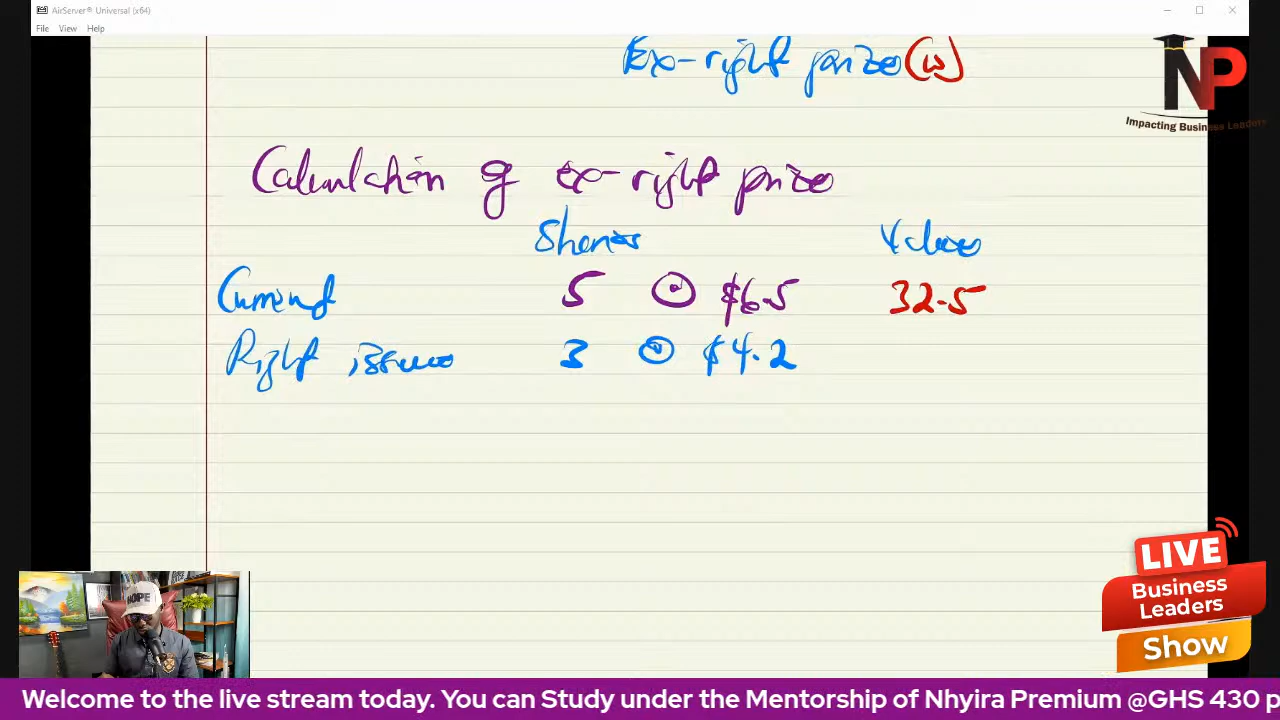 AirServer® Universal (x64)
File View Help
Ex-right price (w)
NP
Impacting Business Leaders
Calculation of ex-right price
Shares Values
Current 5 @ $6.5 32.5
Right issue 3 @ $4.2
HOPE
LIVE
Business
Leaders
Show
Welcome to the live stream today. You can Study under the Mentorship of Nhyira Premium @GHS 430 p